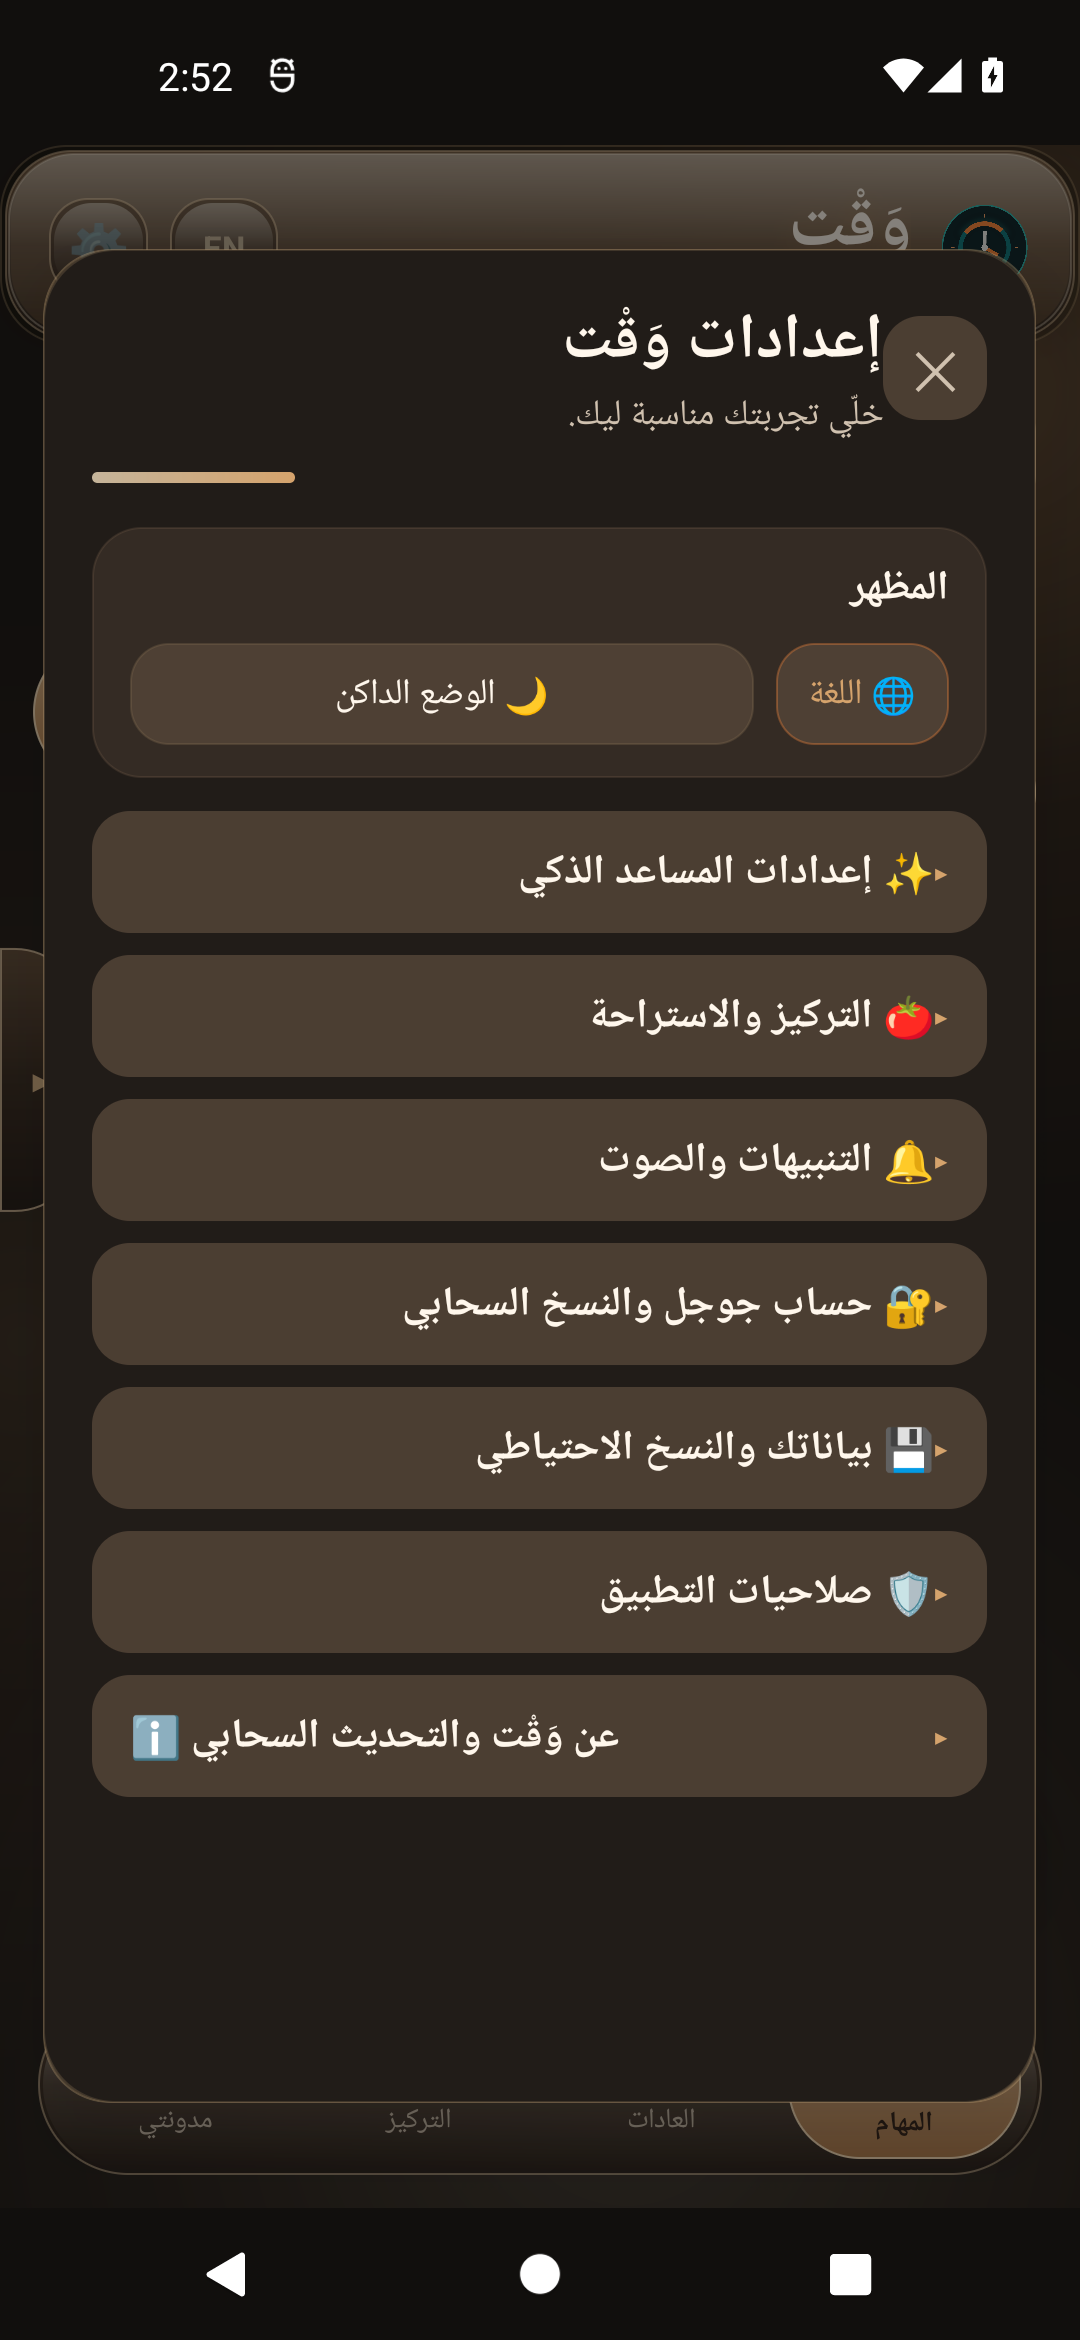 2:52
وَقْت
EN
إعدادات وَقْت
خلّي تجربتك مناسبة ليك.
المظهر
🌐 اللغة
🌙 الوضع الداكن
✨ إعدادات المساعد الذكي
🍅 التركيز والاستراحة
🔔 التنبيهات والصوت
🔐 حساب جوجل والنسخ السحابي
💾 بياناتك والنسخ الاحتياطي
🛡️ صلاحيات التطبيق
عن وَقْت والتحديث السحابي ℹ️
المهام
العادات
التركيز
مدونتي